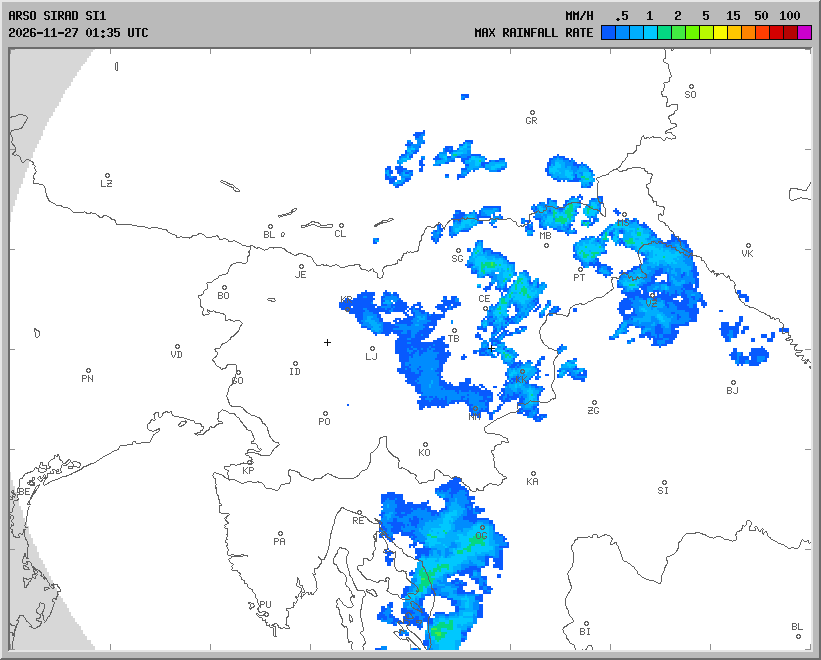 ARSO SIRAD SI1
MM/H .5 1 2 5 15 50 100
2026-11-27 01:35 UTC
MAX RAINFALL RATE
SO
GR
LZ
MS
BL
CL
MB
VK
SG
JE
PT
BO
CE
VD
LJ
TB
PN
ID
GO
BJ
ZG
PO
KO
KP
KA
SI
BE
RE
PA
OG
PU
BI
BL